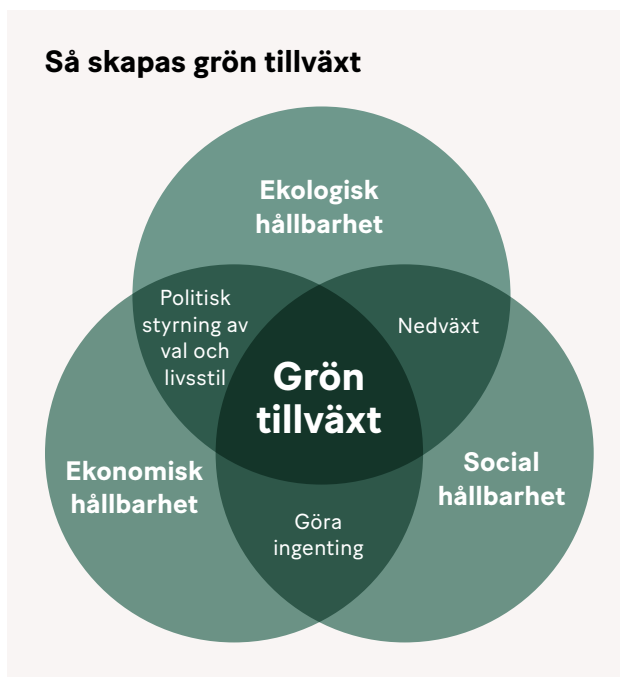 Så skapas grön tillväxt
Ekologisk
hållbarhet
Politisk
styrning av
val och
livsstil
Nedväxt
Grön
tillväxt
Ekonomisk
hållbarhet
Social
hållbarhet
Göra
ingenting